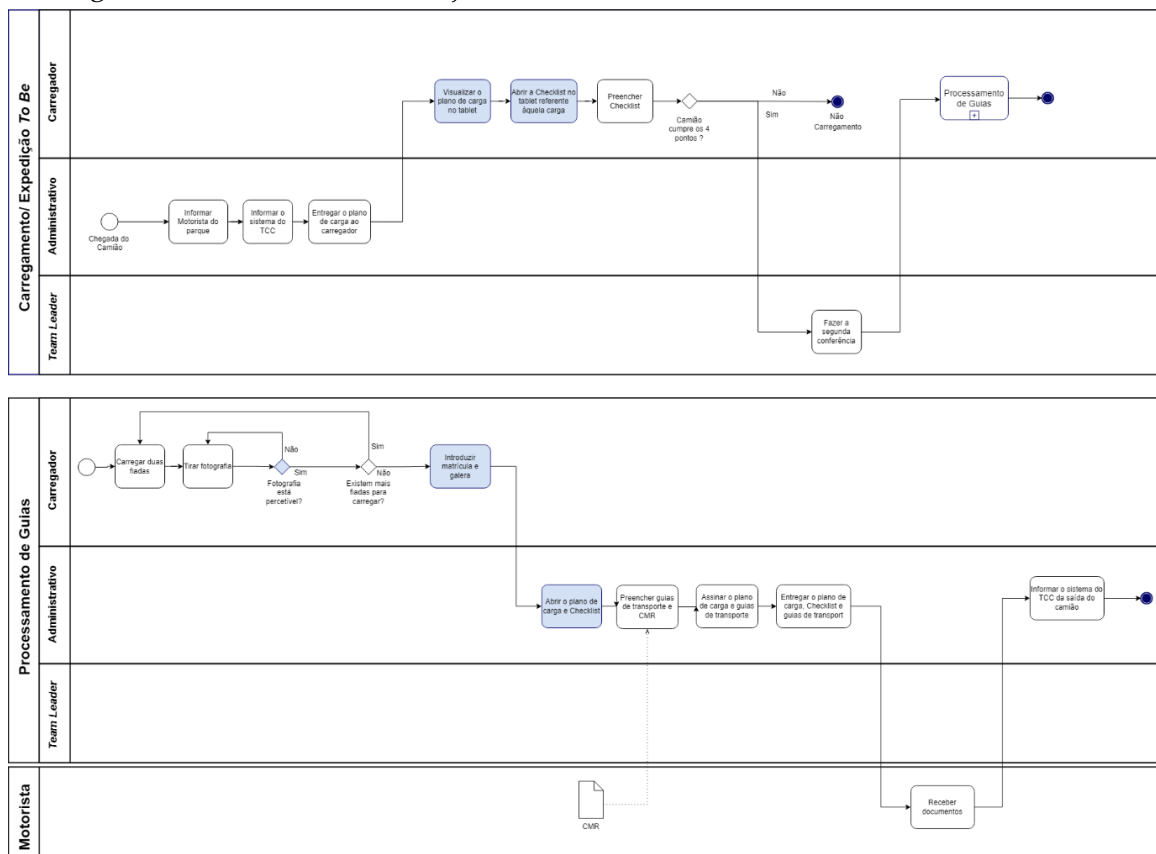 Carregamento/ Expedição To Be
Carregador
Visualizar o
plano de carga
no tablet
Abrir a Checklist no
tablet referente
àquela carga
Preencher
Checklist
Camião
cumpre os 4
pontos ?
Não
Sim
Não
Carregamento
Processamento
de Guias
Administrativo
Chegada do
Camião
Informar
Motorista do
parque
Informar o
sistema do
TCC
Entregar o plano
de carga ao
carregador
Team Leader
Fazer a
segunda
conferência
Processamento de Guias
Carregador
Carregar duas
fiadas
Tirar fotografia
Não
Sim
Fotografia
está
percetível?
Sim
Não
Existem mais
fiadas para
carregar?
Introduzir
matrícula e
galera
Administrativo
Abrir o plano de
carga e Checklist
Preencher guias
de transporte e
CMR
Assinar o plano
de carga e guias
de transporte
Entregar o plano de
carga, Checklist e
guias de transport
Informar o sistema do
TCC da saída do
camião
Team Leader
Motorista
CMR
Receber
documentos